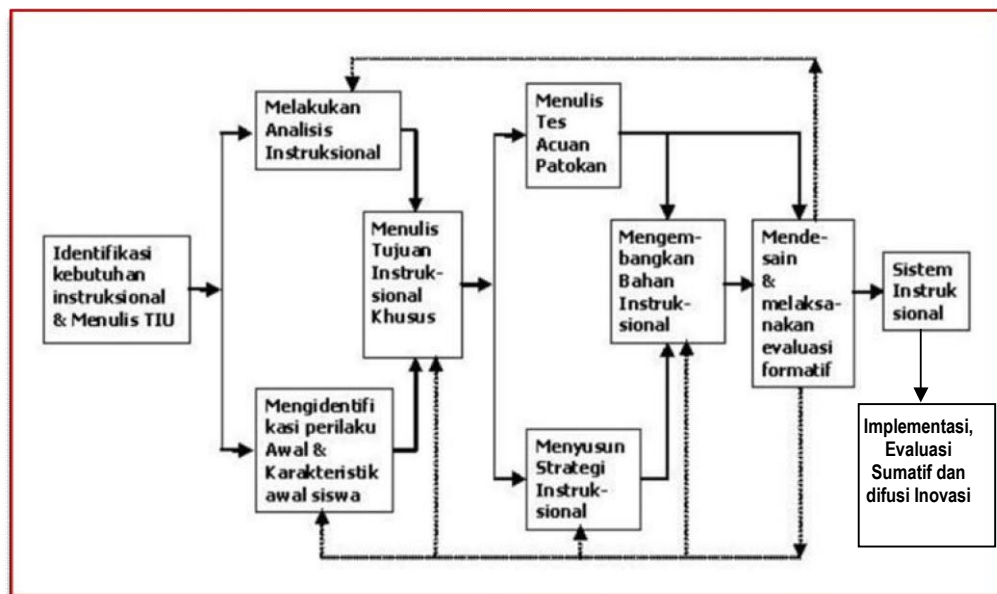 Identifikasi
kebutuhan
instruksional
& Menulis TIU
Melakukan
Analisis
Instruksional
Mengidentifi
kasi perilaku
Awal &
Karakteristik
awal siswa
Menulis
Tujuan
Instruk-
sional
Khusus
Menulis
Tes
Acuan
Patokan
Menyusun
Strategi
Instruk-
sional
Mengem-
bangkan
Bahan
Instruk-
sional
Mende-
sain
&
melaksa-
nakan
evaluasi
formatif
Sistem
Instruk
sional
Implementasi,
Evaluasi
Sumatif dan
difusi Inovasi